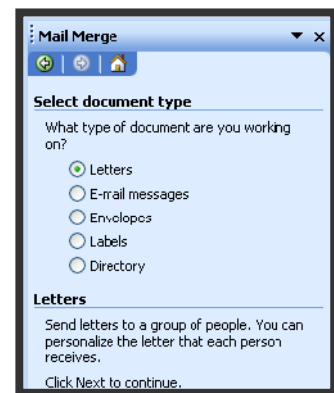 Mail Merge
Select document type
What type of document are you working
on?
Letters
E-mail messages
Envelopes
Labels
Directory
Letters
Send letters to a group of people. You can
personalize the letter that each person
receives.
Click Next to continue.